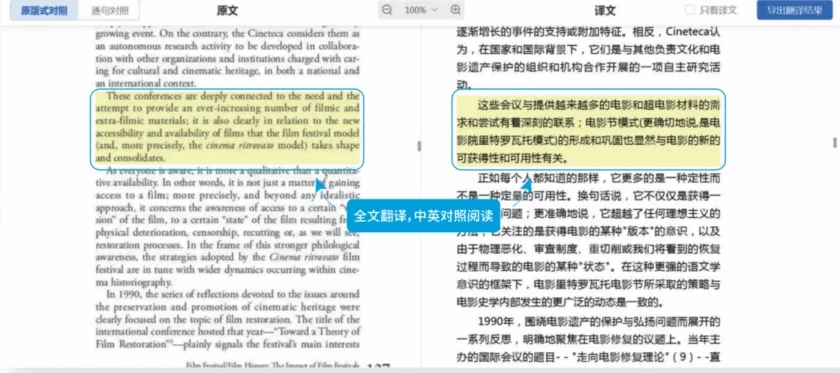 原版式对照 逐句对照 原文 100% 译文 只看译文 导出翻译结果
growing event. On the contrary, the Cineteca considers them as
an autonomous research activity to be developed in collabora-
tion with other organizations and institutions charged with car-
ing for cultural and cinematic heritage, in both a national and
an international context.
These conferences are deeply connected to the need and the
attempt to provide an ever-increasing number of filmic and
extra-filmic materials; it is also clearly in relation to the new
accessibility and availability of films that the film festival model
(and, more precisely, the cinema ritrovato model) takes shape
and consolidates.
As everyone is aware, it is more a qualitative than a quantita-
tive availability. In other words, it is not just a matter of gaining
access to a film; more precisely, and beyond any idealistic
approach, it concerns the awareness of access to a certain
sion" of the film, to a certain "state" of the film resulting
physical deterioration, censorship, recutting or, as we will see,
restoration processes. In the frame of this stronger philological
awareness, the strategies adopted by the Cinema Ritrovato film
festival are in tune with wider dynamics occurring within cine-
ma historiography.
In 1990, the series of reflections devoted to the issues around
the preservation and promotion of cinematic heritage were
clearly focused on the topic of film restoration. The title of the
international conference hosted that year—"Toward a Theory of
Film Restoration"—plainly signals the festival's main interests
Film Festival/Film History: The Impact of Film Festivals
逐渐增长的事件的支持或附加特征。相反，Cineteca认
为，在国家和国际背景下，它们是与其他负责文化和电
影遗产保护的组织和机构合作开展的一项自主研究活
动。
这些会议与提供越来越多的电影和超电影材料的需
求和尝试有着深刻的联系；电影节模式(更确切地说,是电
影院里特罗瓦托模式)的形成和巩固也显然与电影的新的
可获得性和可用性有关。
正如每个人都知道的那样，它更多的是一种定性而
不是一种定量的可用性。换句话说，它不仅仅是获得一
问题；更准确地说，它超越了任何理想主义的
关注的是获得电影的某种"版本"的意识，以及
由于物理恶化、审查制度、重切削或我们将看到的恢复
过程而导致的电影的某种"状态"。在这种更强的语文学
意识的框架下，电影里特罗瓦托电影节所采取的策略与
电影史学内部发生的更广泛的动态是一致的。
1990年，围绕电影遗产的保护与弘扬问题而展开的
一系列反思，明确地聚焦在电影修复的议题上。当年主
办的国际会议的题目--"走向电影修复理论"（9）--直
全文翻译,中英对照阅读